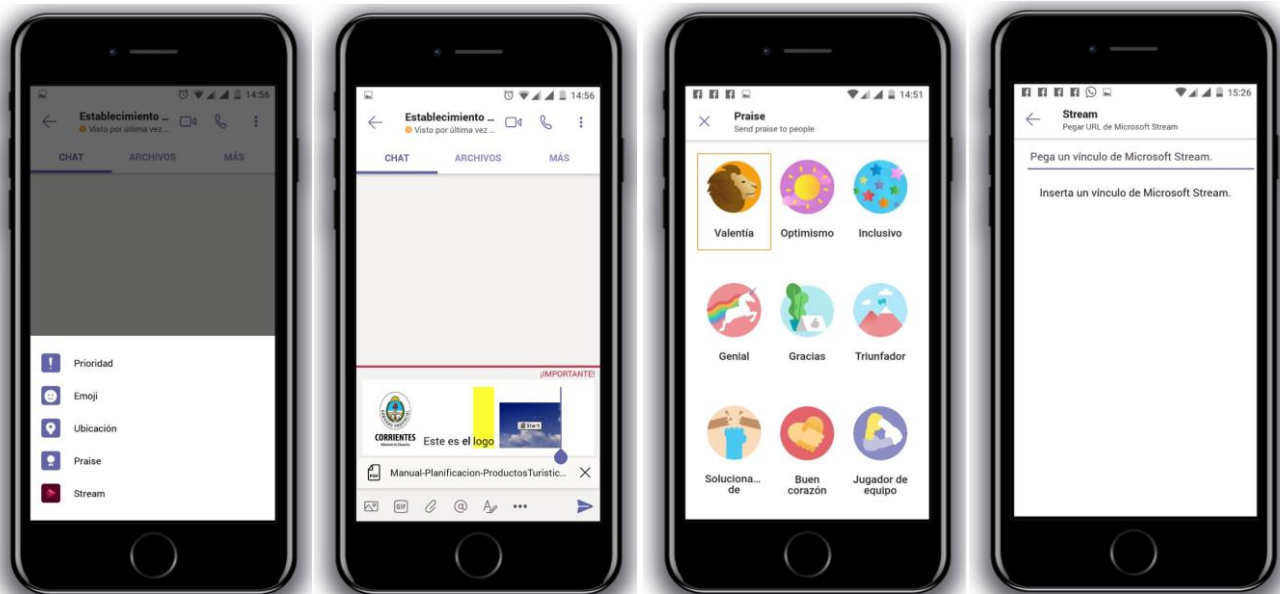 14:56
Establecimiento ...
Visto por última vez ...
CHAT ARCHIVOS MÁS
Prioridad
Emoji
Ubicación
Praise
Stream
14:56
Establecimiento ...
Visto por última vez ...
CHAT ARCHIVOS MÁS
¡IMPORTANTE!
CORRIENTES
Start
Este es el logo
PDF
Manual-Planificacion-ProductosTuristic...
GIF
14:51
Praise
Send praise to people
Valentía Optimismo Inclusivo
Genial Gracias Triunfador
Soluciona... de
Buen corazón
Jugador de equipo
15:26
Stream
Pegar URL de Microsoft Stream
Pega un vínculo de Microsoft Stream.
Inserta un vínculo de Microsoft Stream.